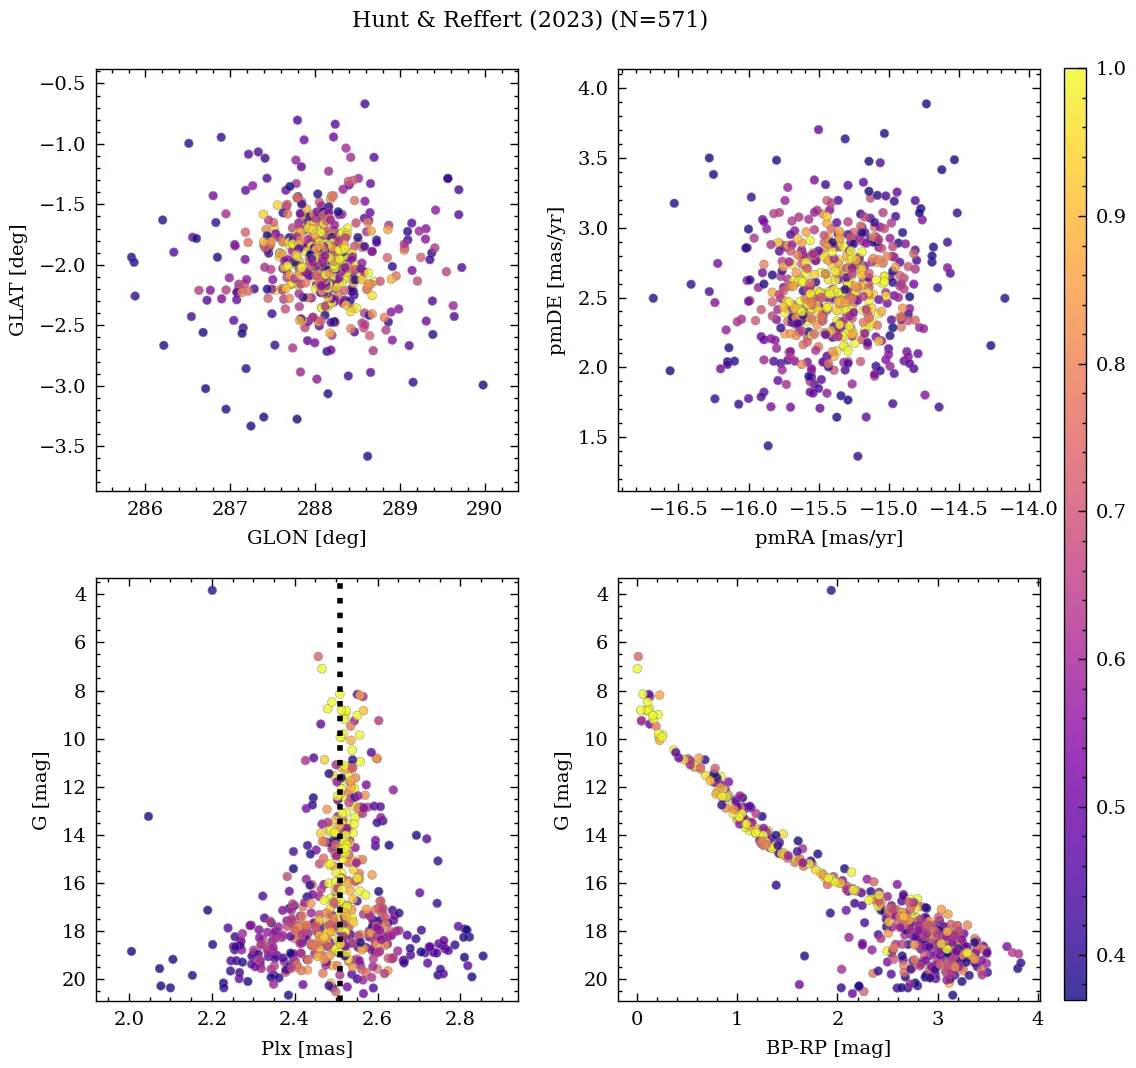 Hunt & Reffert (2023) (N=571)
−0.5
−1.0
−1.5
−2.0
−2.5
−3.0
−3.5
GLAT [deg]
286 287 288 289 290
GLON [deg]
4.0
3.5
3.0
2.5
2.0
1.5
pmDE [mas/yr]
−16.5 −16.0 −15.5 −15.0 −14.5 −14.0
pmRA [mas/yr]
4
6
8
10
12
14
16
18
20
G [mag]
2.0 2.2 2.4 2.6 2.8
Plx [mas]
4
6
8
10
12
14
16
18
20
G [mag]
0 1 2 3 4
BP-RP [mag]
1.0
0.9
0.8
0.7
0.6
0.5
0.4